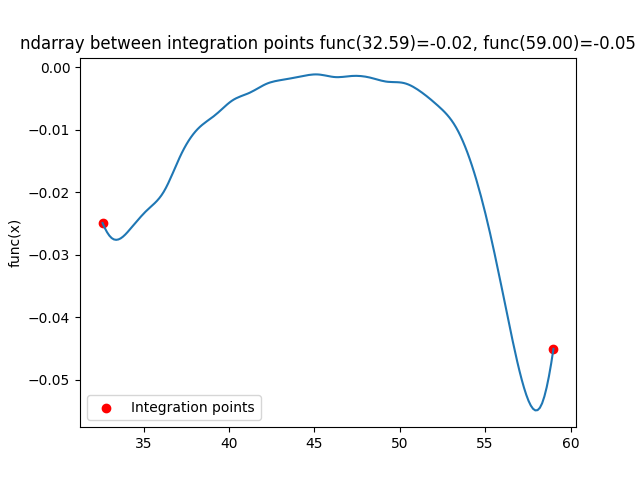 ndarray between integration points func(32.59)=-0.02, func(59.00)=-0.05
func(x)
0.00
−0.01
−0.02
−0.03
−0.04
−0.05
Integration points
35 40 45 50 55 60